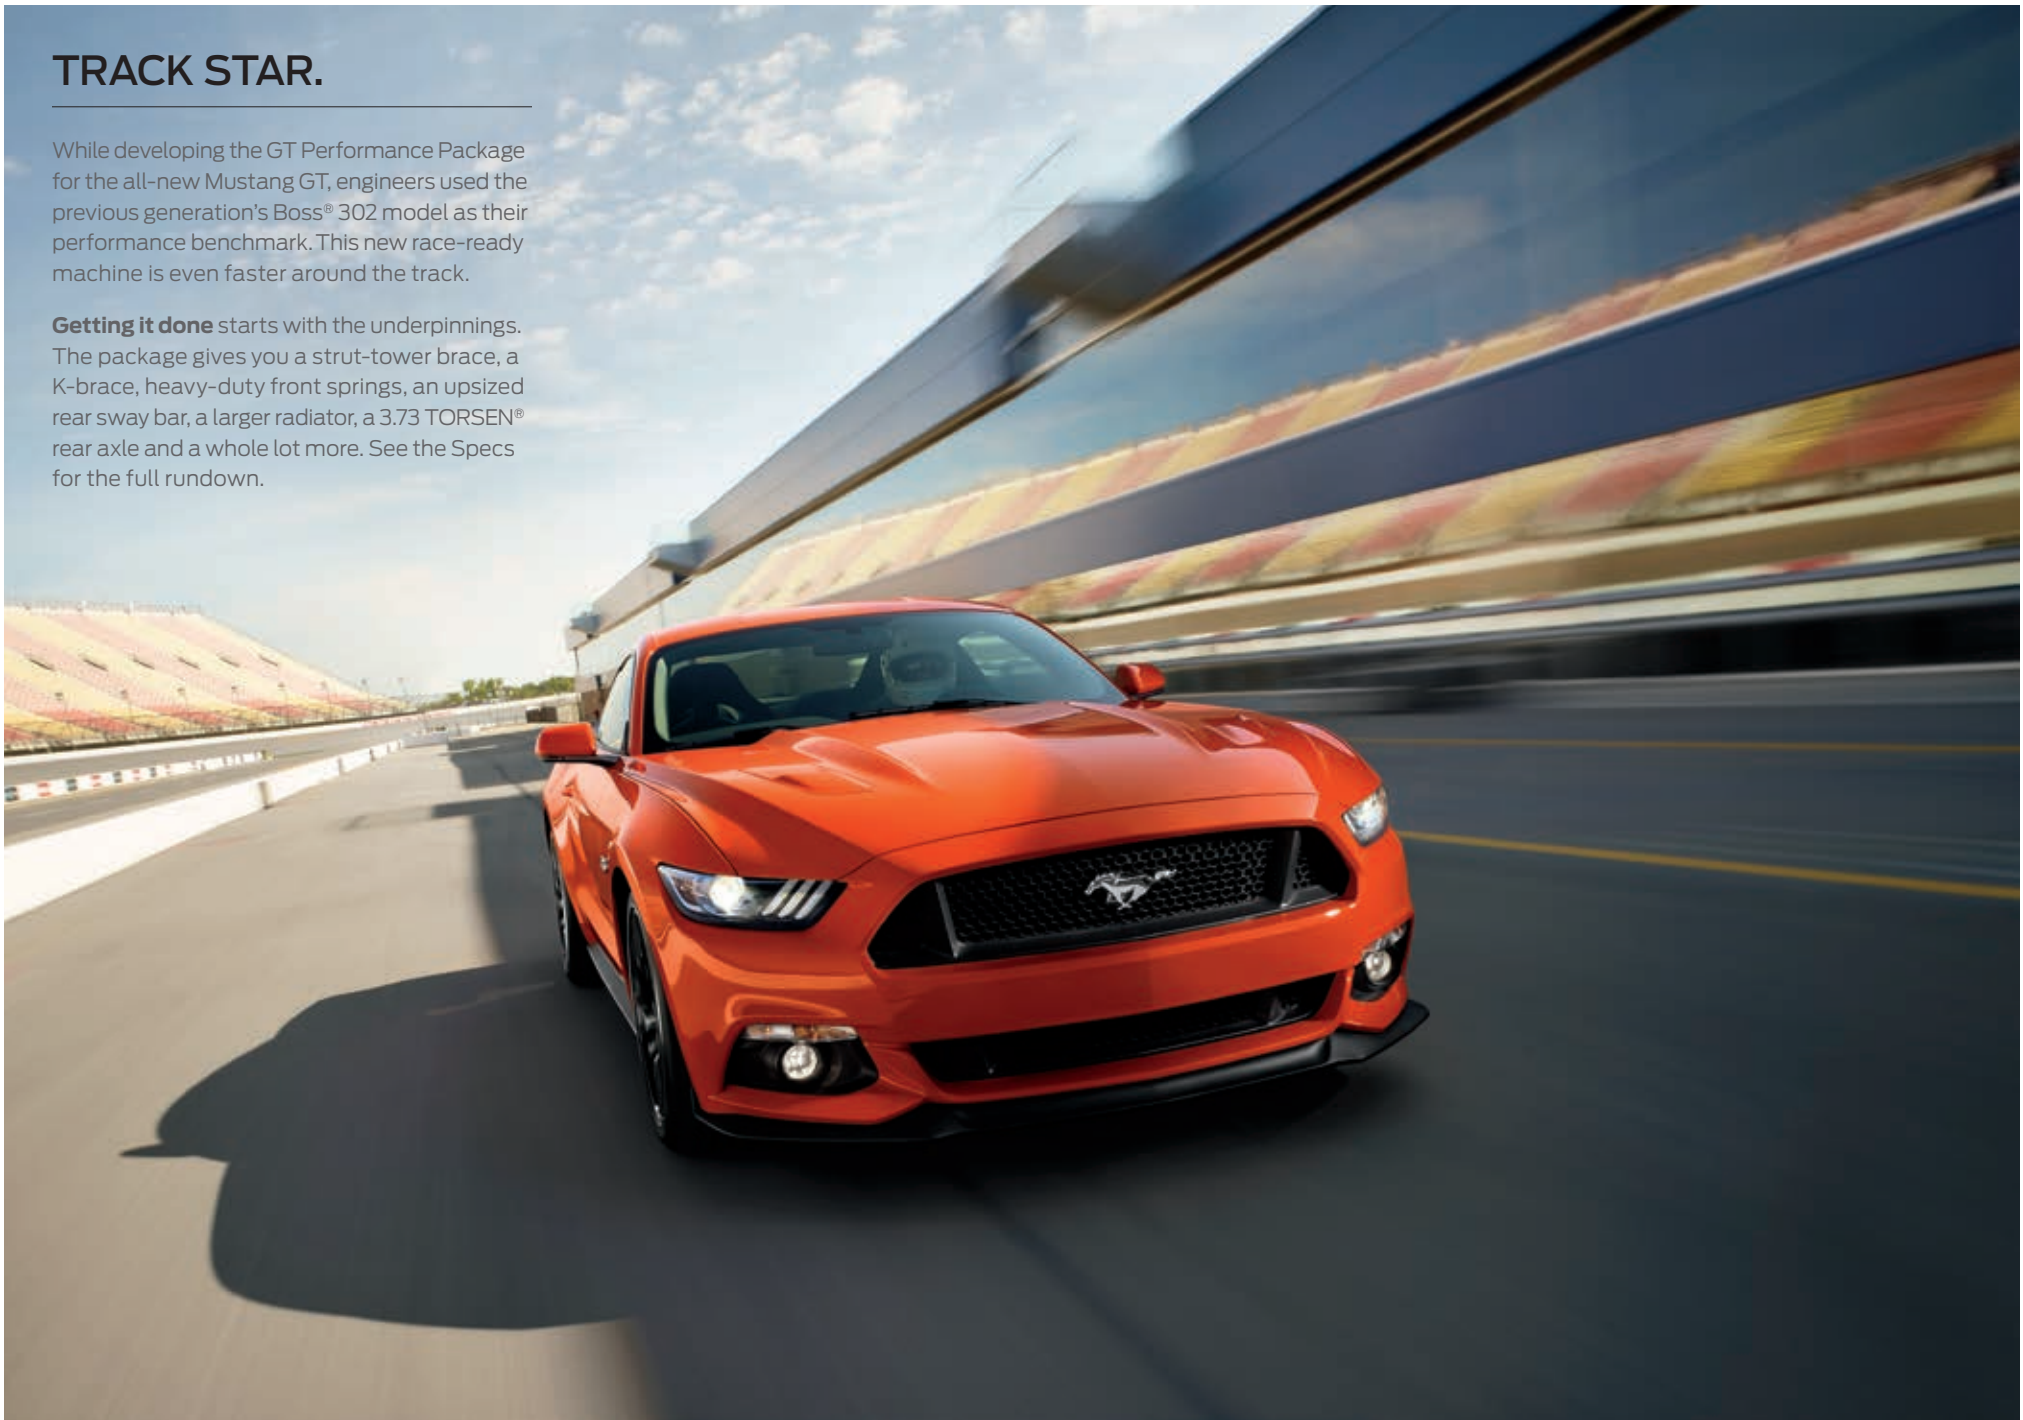 TRACK STAR.
While developing the GT Performance Package
for the all-new Mustang GT, engineers used the
previous generation's Boss® 302 model as their
performance benchmark. This new race-ready
machine is even faster around the track.
Getting it done starts with the underpinnings.
The package gives you a strut-tower brace, a
K-brace, heavy-duty front springs, an upsized
rear sway bar, a larger radiator, a 3.73 TORSEN®
rear axle and a whole lot more. See the Specs
for the full rundown.